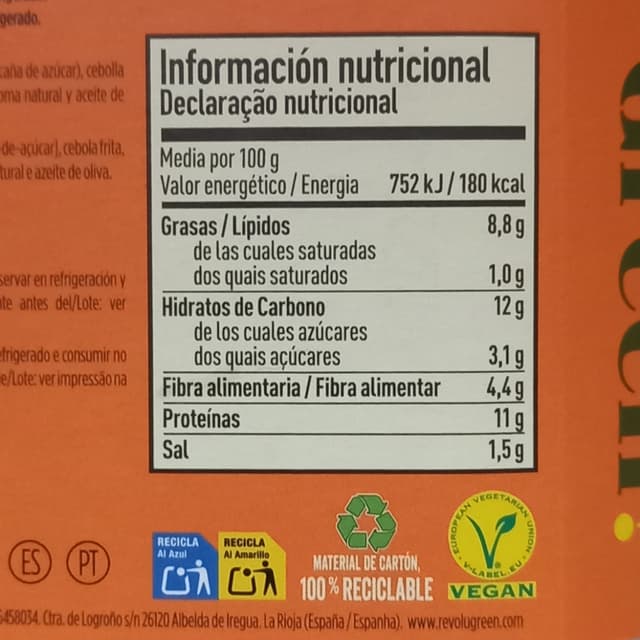 gerado.
caña de azúcar), cebolla
oma natural y aceite de
de-açúcar), cebola frita,
tural e azeite de oliva.
servar en refrigeración y
nte antes del/Lote: ver
efrigerado e consumir no
e/Lote: ver impressão na
Información nutricional
Declaração nutricional
Media por 100 g
Valor energético / Energia 752 kJ / 180 kcal
Grasas / Lípidos 8,8 g
de las cuales saturadas
dos quais saturados 1,0 g
Hidratos de Carbono 12 g
de los cuales azúcares
dos quais açúcares 3,1 g
Fibra alimentaria / Fibra alimentar 4,4 g
Proteínas 11 g
Sal 1,5 g
ES PT
RECICLA
Al Azul
RECICLA
Al Amarillo
MATERIAL DE CARTÓN,
100% RECICLABLE
EUROPEAN VEGETARIAN UNION
V-LABEL.EU
VEGAN
458034. Ctra. de Logroño s/n 26120 Albelda de Iregua. La Rioja (España / Espanha). www.revolugreen.com